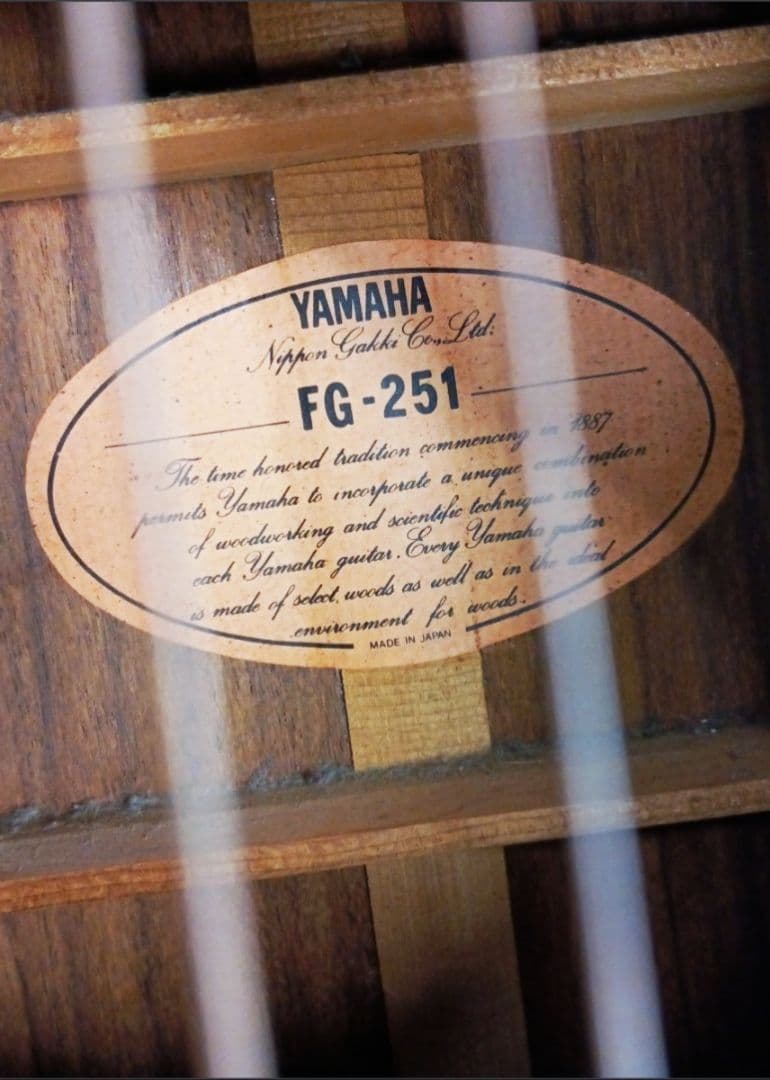 YAMAHA
Nippon Gakki Co., Ltd.
FG-251
The time honored tradition commencing in 1887
permits Yamaha to incorporate a unique combination
of woodworking and scientific technique into
each Yamaha guitar. Every Yamaha guitar
is made of select woods as well as in the ideal
environment for woods.
MADE IN JAPAN